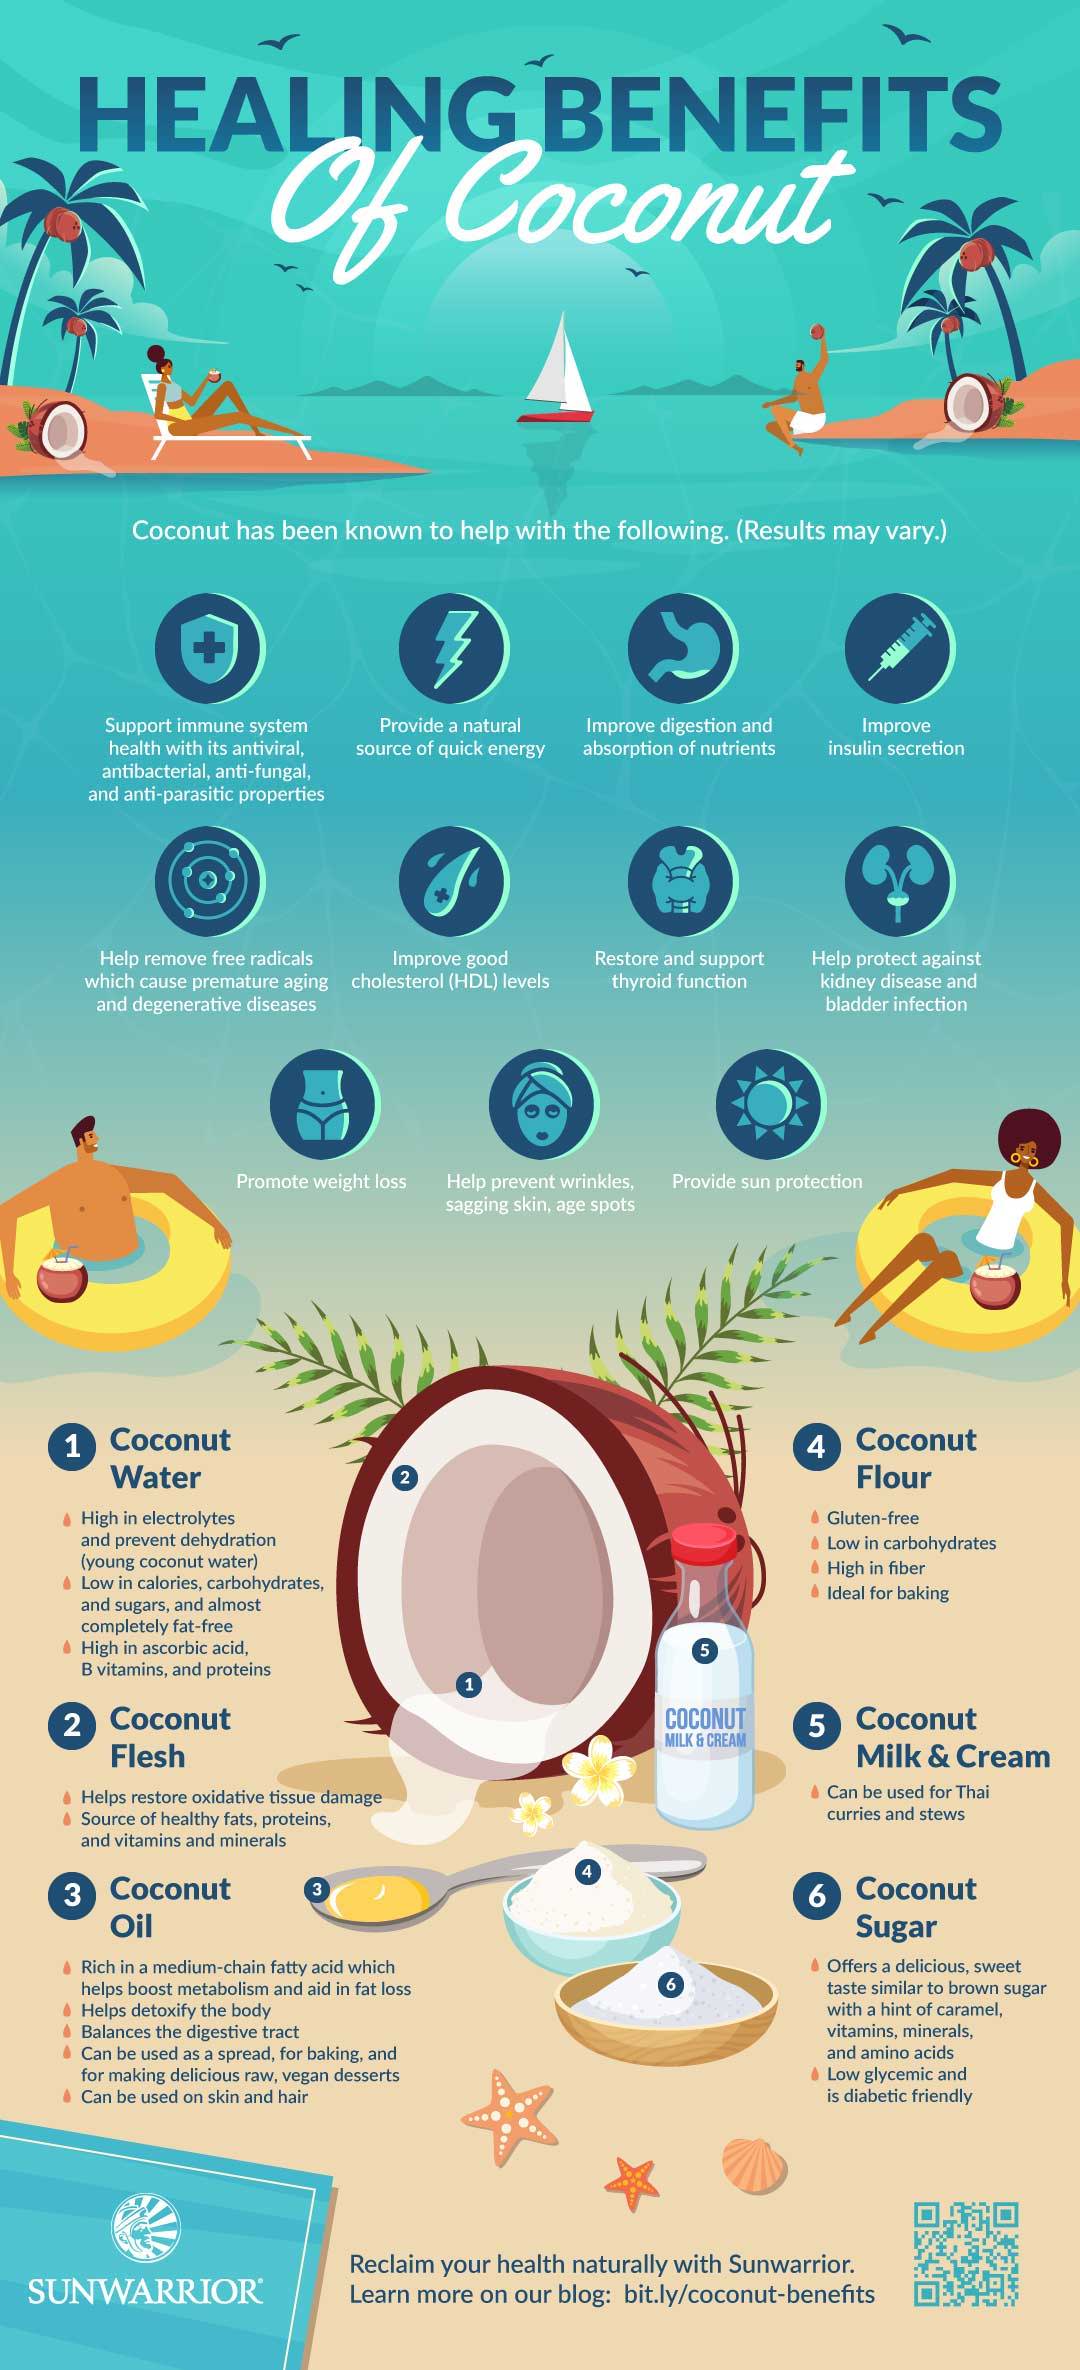 HEALING BENEFITS
Of Coconut
Coconut has been known to help with the following. (Results may vary.)
Support immune system
health with its antiviral,
antibacterial, anti-fungal,
and anti-parasitic properties
Provide a natural
source of quick energy
Improve digestion and
absorption of nutrients
Improve
insulin secretion
Help remove free radicals
which cause premature aging
and degenerative diseases
Improve good
cholesterol (HDL) levels
Restore and support
thyroid function
Help protect against
kidney disease and
bladder infection
Promote weight loss
Help prevent wrinkles,
sagging skin, age spots
Provide sun protection
1 Coconut
Water
High in electrolytes
and prevent dehydration
(young coconut water)
Low in calories, carbohydrates,
and sugars, and almost
completely fat-free
High in ascorbic acid,
B vitamins, and proteins
2 Coconut
Flesh
Helps restore oxidative tissue damage
Source of healthy fats, proteins,
and vitamins and minerals
3 Coconut
Oil
Rich in a medium-chain fatty acid which
helps boost metabolism and aid in fat loss
Helps detoxify the body
Balances the digestive tract
Can be used as a spread, for baking, and
for making delicious raw, vegan desserts
Can be used on skin and hair
2
1
5
COCONUT
MILK & CREAM
3
4
6
4 Coconut
Flour
Gluten-free
Low in carbohydrates
High in fiber
Ideal for baking
5 Coconut
Milk & Cream
Can be used for Thai
curries and stews
6 Coconut
Sugar
Offers a delicious, sweet
taste similar to brown sugar
with a hint of caramel,
vitamins, minerals,
and amino acids
Low glycemic and
is diabetic friendly
SUNWARRIOR®
Reclaim your health naturally with Sunwarrior.
Learn more on our blog: bit.ly/coconut-benefits